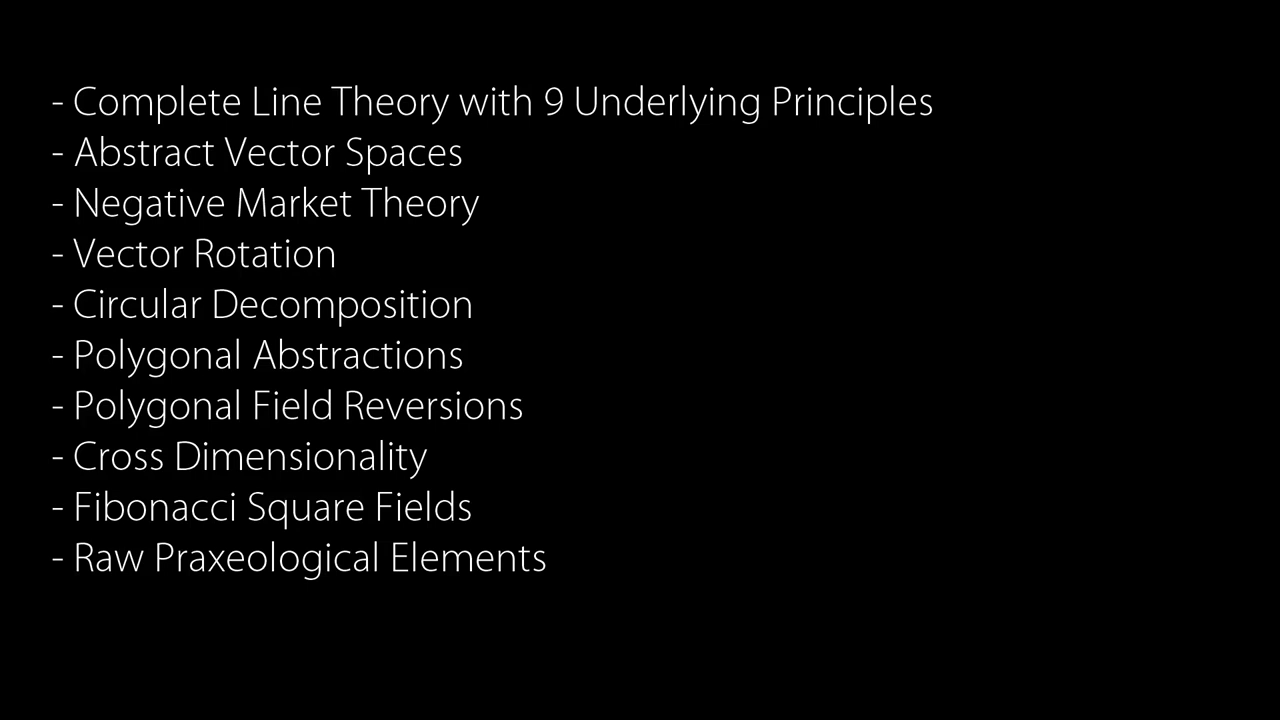 - Complete Line Theory with 9 Underlying Principles
- Abstract Vector Spaces
- Negative Market Theory
- Vector Rotation
- Circular Decomposition
- Polygonal Abstractions
- Polygonal Field Reversions
- Cross Dimensionality
- Fibonacci Square Fields
- Raw Praxeological Elements